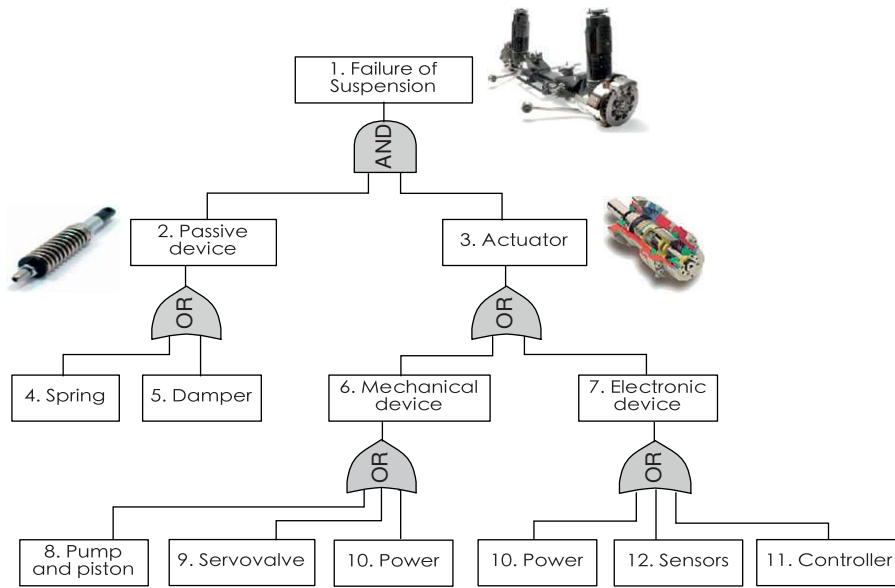 1. Failure of
Suspension
AND
2. Passive
device
3. Actuator
OR
OR
4. Spring
5. Damper
6. Mechanical
device
7. Electronic
device
OR
OR
8. Pump
and piston
9. Servovalve
10. Power
10. Power
12. Sensors
11. Controller